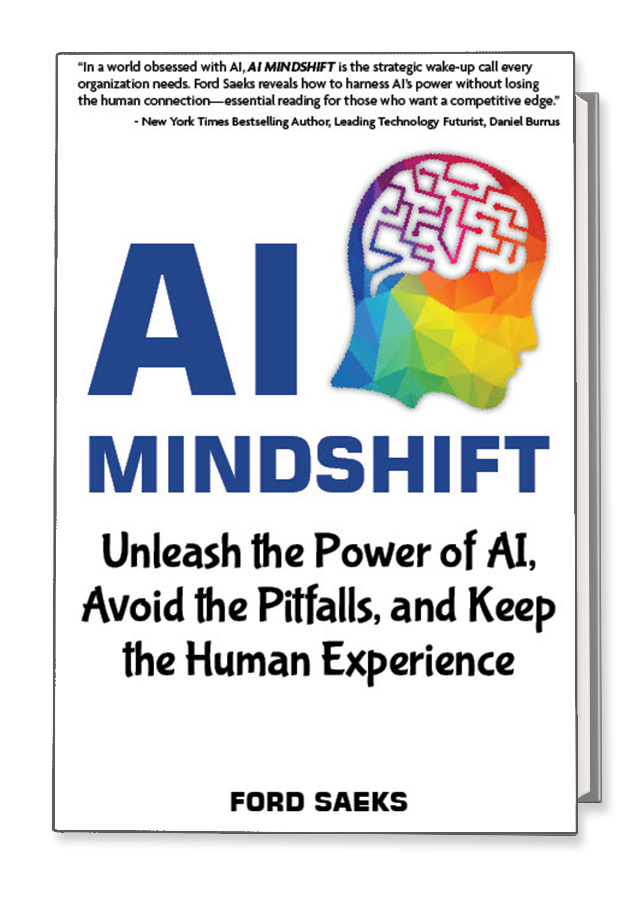 “In a world obsessed with AI, AI MINDSHIFT is the strategic wake-up call every
organization needs. Ford Saeks reveals how to harness AI’s power without losing
the human connection—essential reading for those who want a competitive edge.”
- New York Times Bestselling Author, Leading Technology Futurist, Daniel Burrus
AI
MINDSHIFT
Unleash the Power of AI,
Avoid the Pitfalls, and Keep
the Human Experience
FORD SAEKS